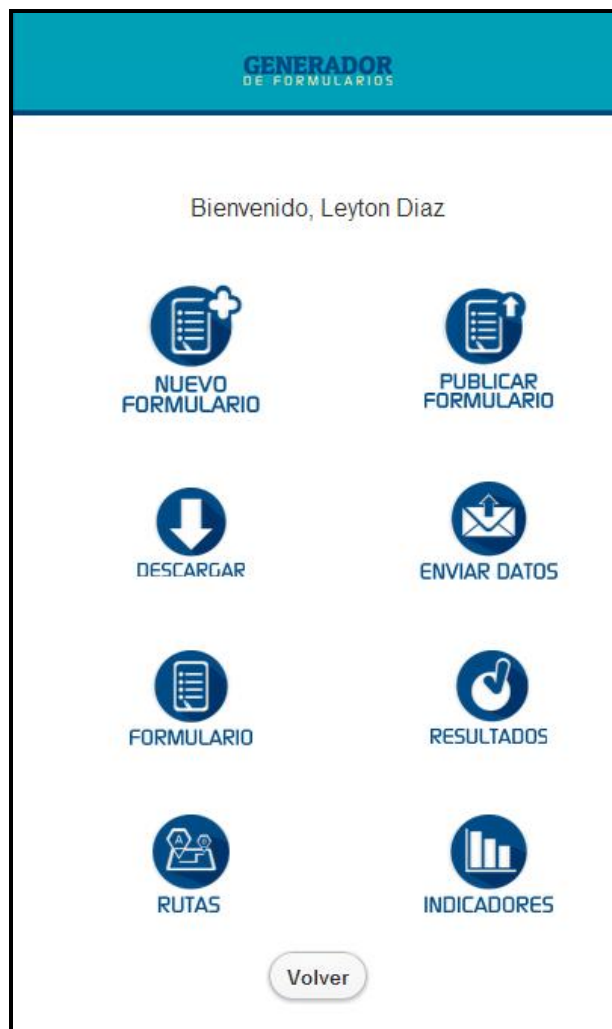 GENERADOR
DE FORMULARIOS
Bienvenido, Leyton Diaz
NUEVO
FORMULARIO
PUBLICAR
FORMULARIO
DESCARGAR
ENVIAR DATOS
FORMULARIO
RESULTADOS
A
B
RUTAS
INDICADORES
Volver